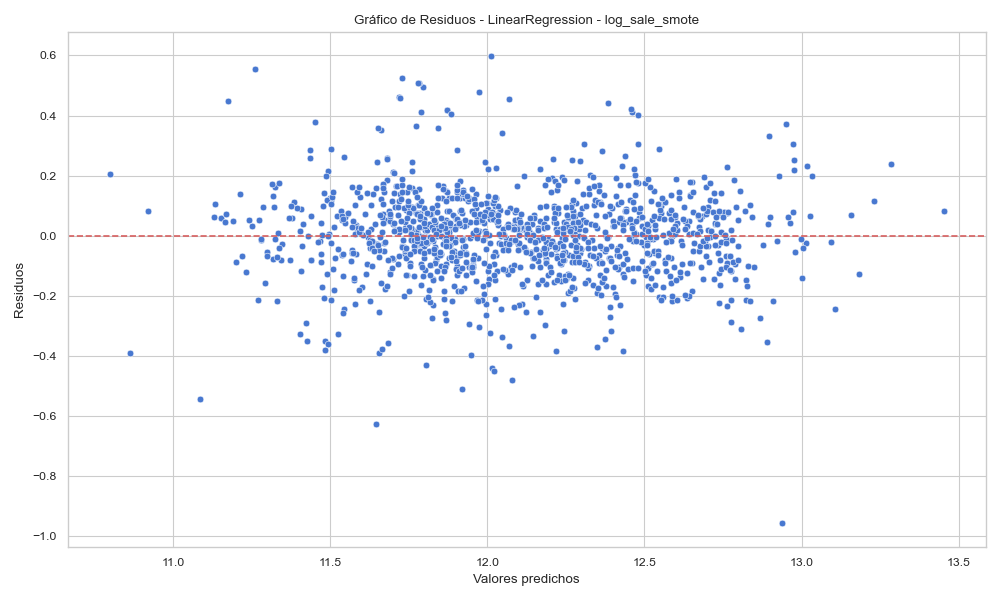 Gráfico de Residuos - LinearRegression - log_sale_smote
0.6
0.4
0.2
0.0
−0.2
−0.4
−0.6
−0.8
−1.0
Residuos
11.0 11.5 12.0 12.5 13.0 13.5
Valores predichos